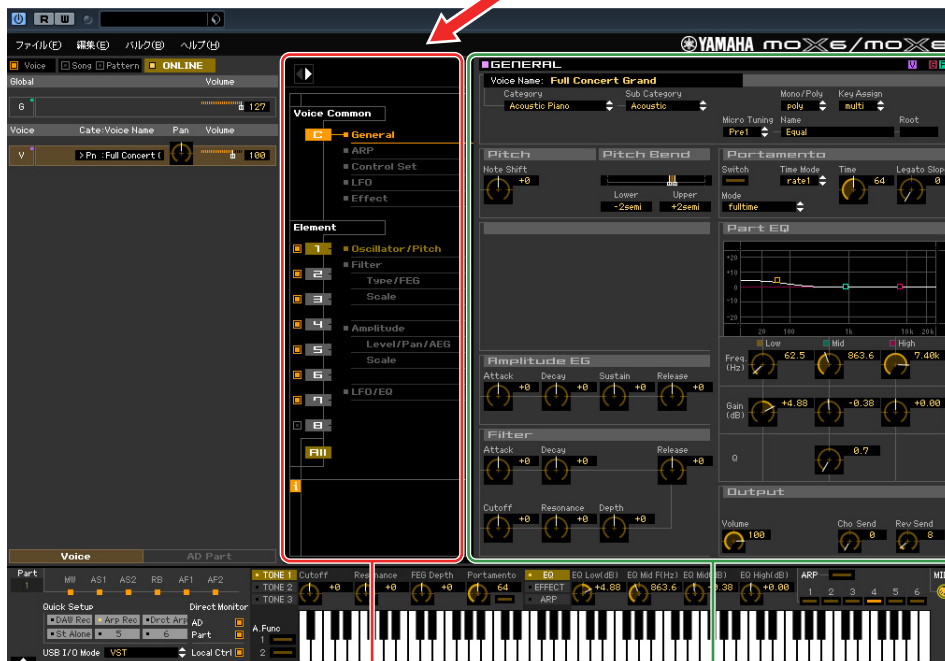 R W
ファイル(F) 編集(E) バルク(B) ヘルプ(H)
YAMAHA MOX6/MOX8
Voice Song Pattern ONLINE
Global Volume
G 127
Voice Cate:Voice Name Pan Volume
V >Pn :Full Concert 100
Voice AD Part
Voice Common
C General
ARP
Control Set
LFO
Effect
Element
1 Oscillator/Pitch
2 Filter
Type/FEG
3 Scale
4 Amplitude
5 Level/Pan/AEG
Scale
6
7 LFO/EQ
8
All
i
GENERAL V
Voice Name: Full Concert Grand
Category Sub Category Mono/Poly Key Assign
Acoustic Piano Acoustic poly multi
Micro Tuning Name Root
Pre1 Equal
Pitch Pitch Bend Portamento
Note Shift Switch Time Mode Time Legato Slop
+0 rate1 64 0
Lower Upper Mode
-2semi +2semi fulltime
Part EQ
+20
+10
0
-10
-20
20 100 1k 10k 20k
Low Mid High
Freq. (Hz) 62.5 863.6 7.40k
Gain (dB) +4.88 -0.38 +0.00
Q 0.7
Amplitude EG
Attack Decay Sustain Release
+0 +0 +0 +0
Filter
Attack Decay Release
+0 +0 +0
Cutoff Resonance Depth
+0 +0 +0
Output
Volume Cho Send Rev Send
100 0 8
Part MW AS1 AS2 RB AF1 AF2
1
Quick Setup Direct Monitor
DAW Rec Arp Rec Drct Arp AD
St Alone 5 6 Part
USB I/O Mode VST Local Ctrl
A.Func
1
2
TONE 1 Cutoff Resonance FEG Depth Portamento EQ EQ Low(dB) EQ Mid F(Hz) EQ Mid(dB) EQ High(dB) ARP
TONE 2 +0 +0 +0 64 EFFECT +4.88 863.6 +0.00 1 2 3 4 5 6
TONE 3 ARP